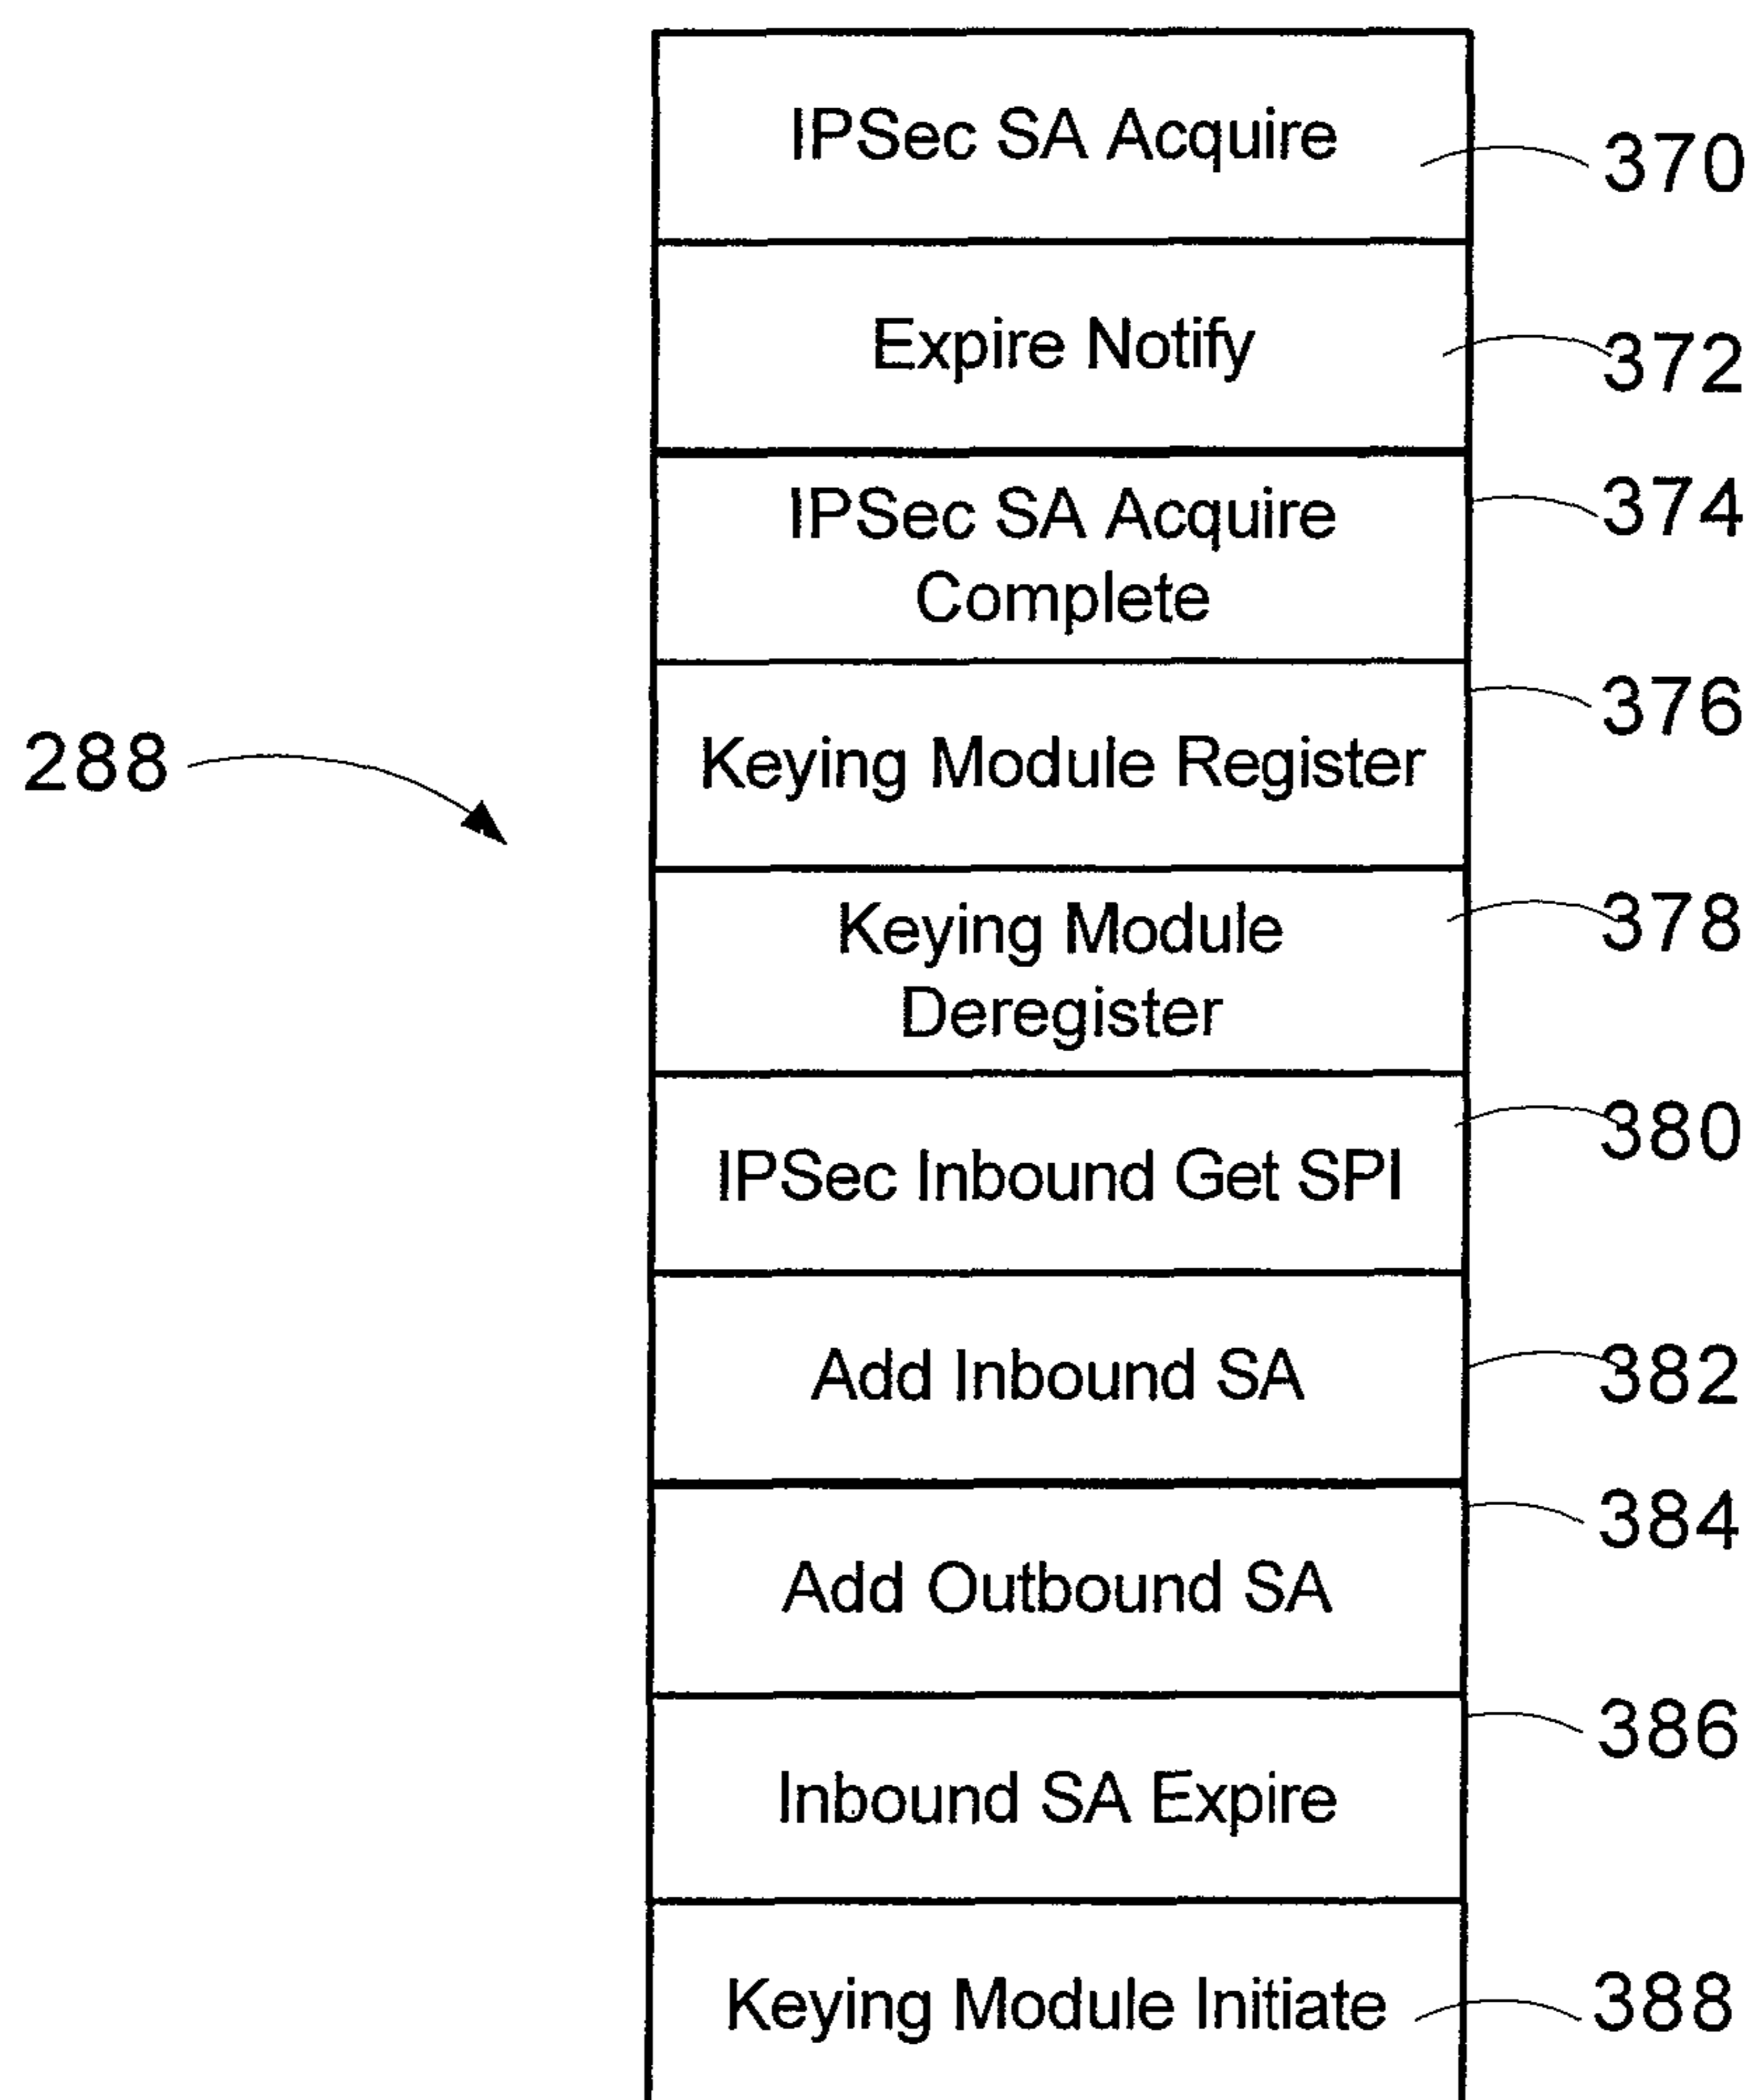 IPSec SA Acquire
370
Expire Notify
372
IPSec SA Acquire
Complete
374
Keying Module Register
376
288
Keying Module
Deregister
378
IPSec Inbound Get SPI
380
Add Inbound SA
382
Add Outbound SA
384
Inbound SA Expire
386
Keying Module Initiate
388